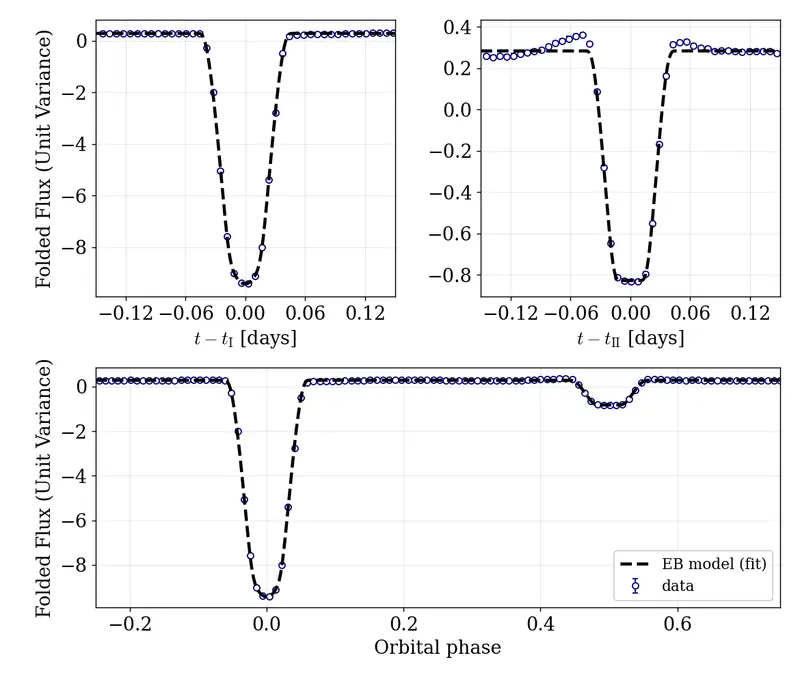 Folded Flux (Unit Variance)
0
−2
−4
−6
−8
−0.12 −0.06 0.00 0.06 0.12
t − tI [days]
0.4
0.2
0.0
−0.2
−0.4
−0.6
−0.8
−0.12 −0.06 0.00 0.06 0.12
t − tII [days]
Folded Flux (Unit Variance)
0
−2
−4
−6
−8
−0.2 0.0 0.2 0.4 0.6
Orbital phase
EB model (fit)
data